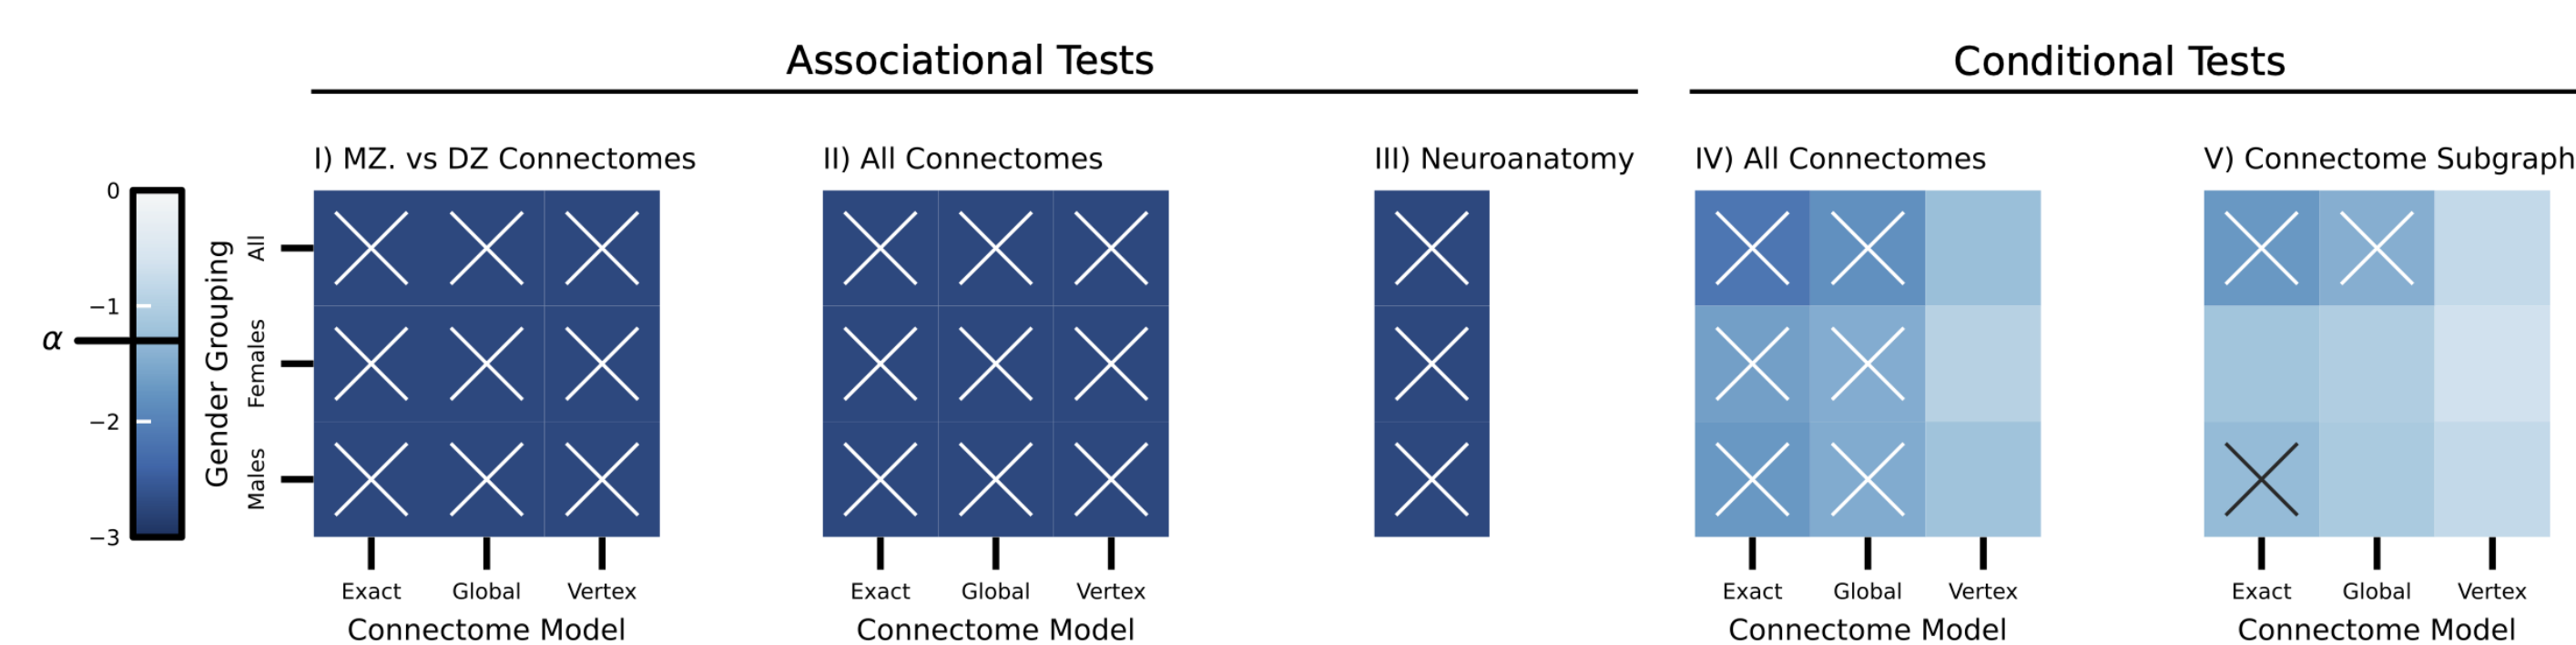 Associational Tests
Conditional Tests
I) MZ. vs DZ Connectomes
II) All Connectomes
III) Neuroanatomy
IV) All Connectomes
V) Connectome Subgraph
0
−1
α
−2
−3
Gender Grouping
All
Females
Males
Exact Global Vertex
Connectome Model
Exact Global Vertex
Connectome Model
Exact Global Vertex
Connectome Model
Exact Global Vertex
Connectome Model